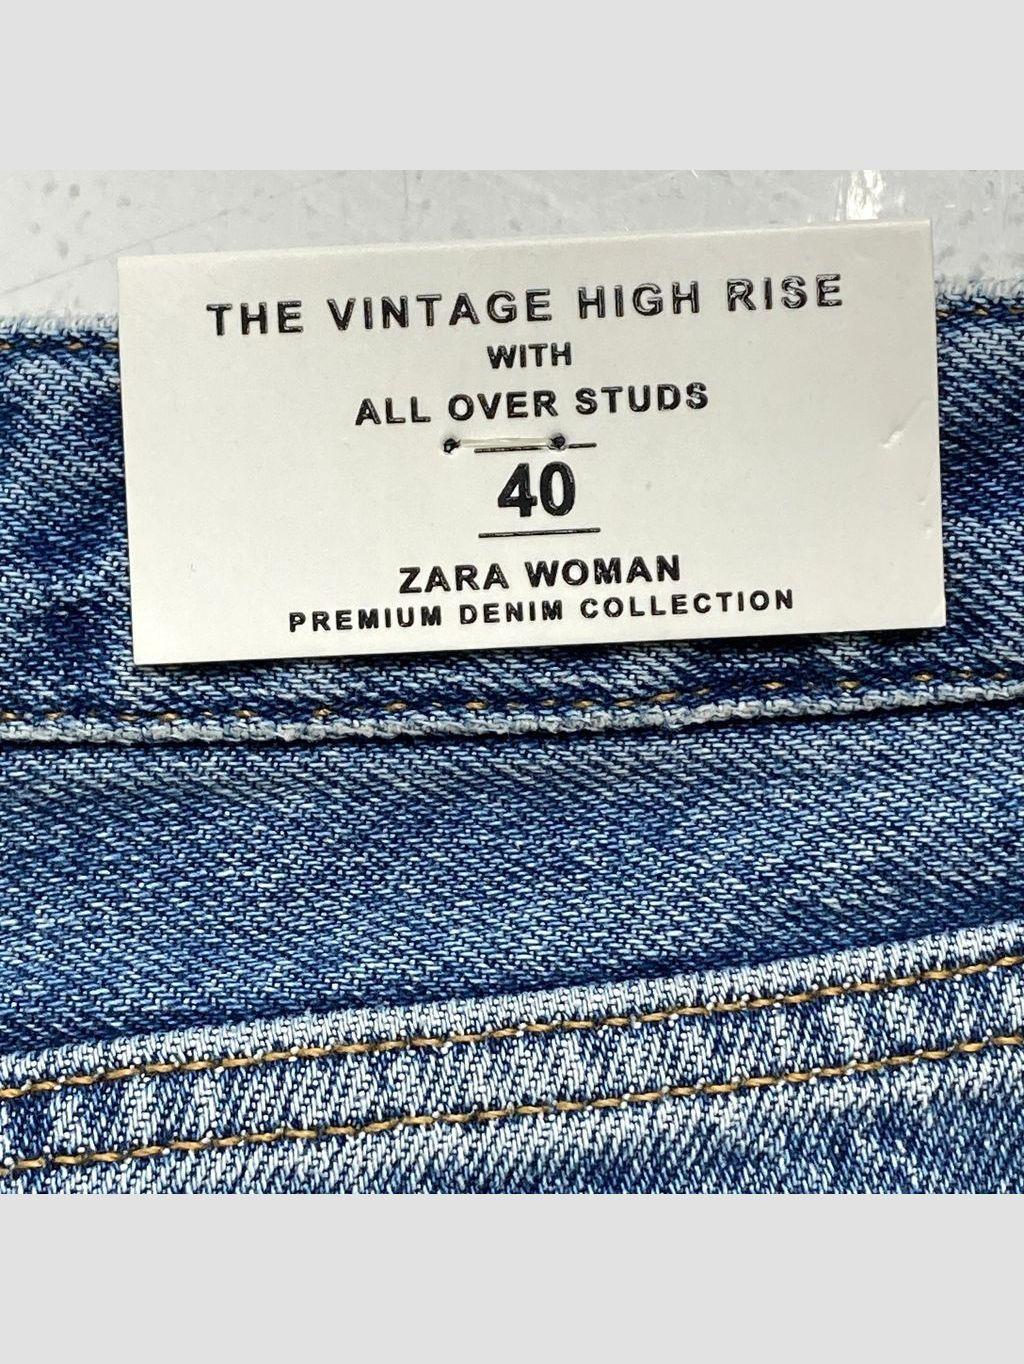 THE VINTAGE HIGH RISE
WITH
ALL OVER STUDS
40
ZARA WOMAN
PREMIUM DENIM COLLECTION